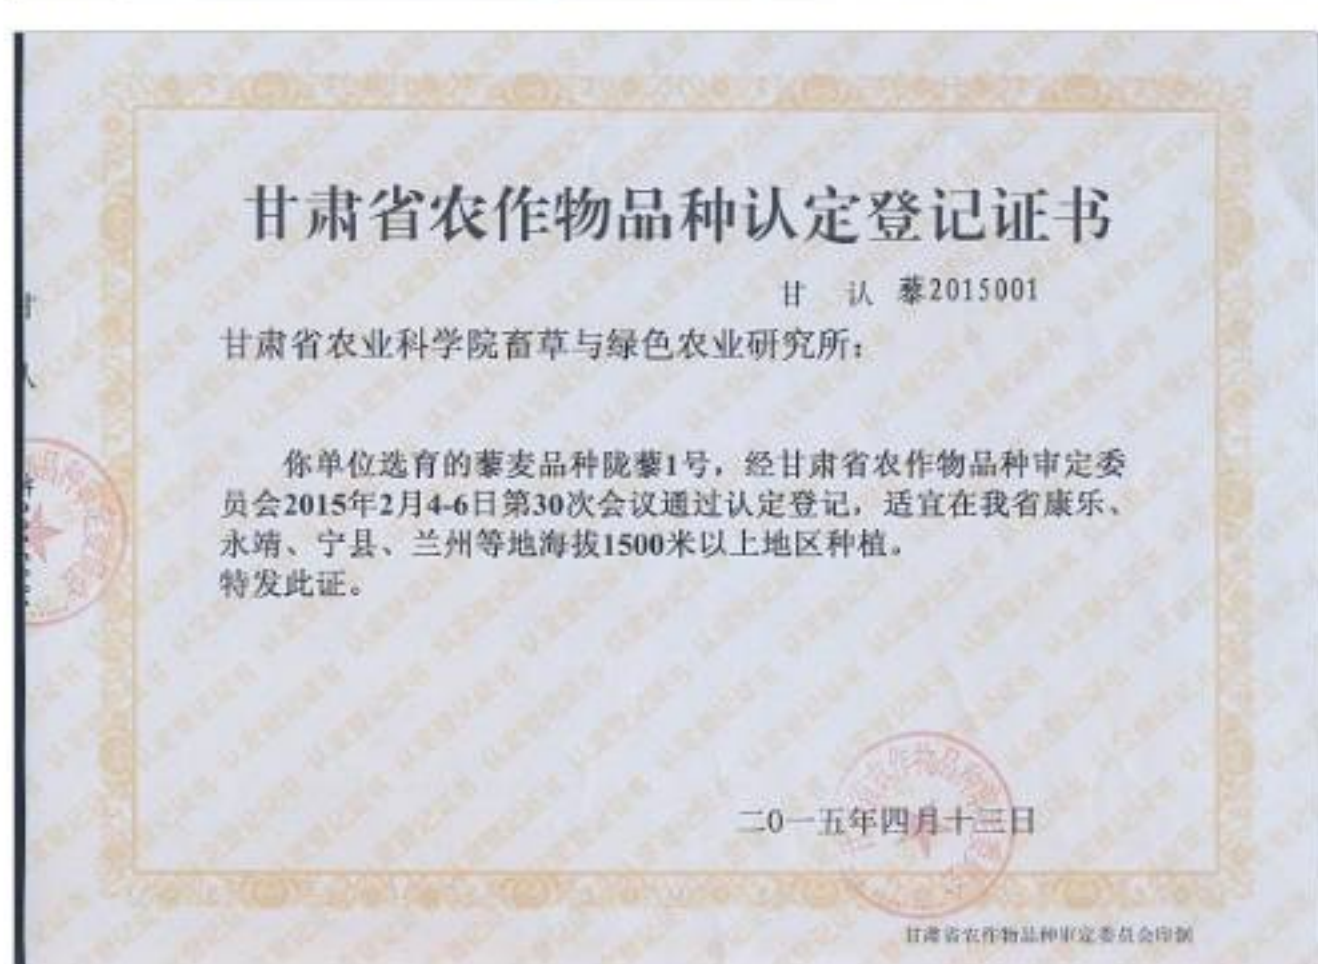 甘肃省农作物品种认定登记证书
甘 认 藜2015001
甘肃省农业科学院畜草与绿色农业研究所：
你单位选育的藜麦品种陇藜1号，经甘肃省农作物品种审定委
员会2015年2月4-6日第30次会议通过认定登记，适宜在我省康乐、
永靖、宁县、兰州等地海拔1500米以上地区种植。
特发此证。
二0一五年四月十三日
甘肃省农作物品种审定委员会印制